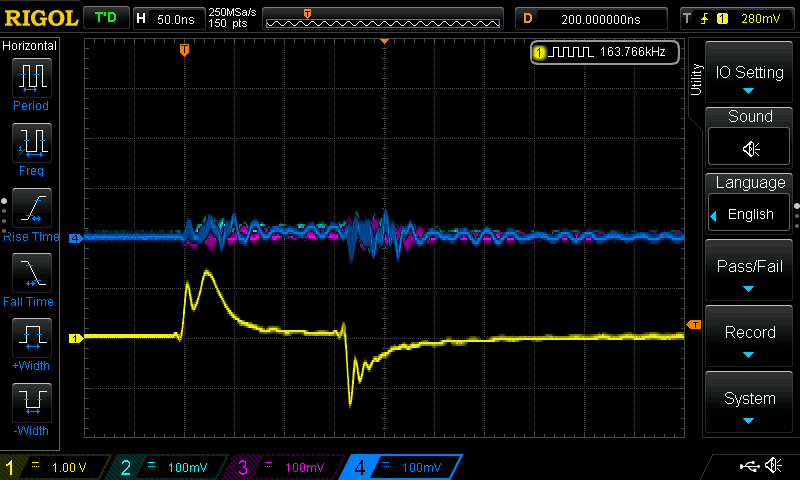 RIGOL T'D H 50.0ns 250MSa/s D 200.000000ns T 1 280mV
150 pts
Horizontal
1 163.766kHz
Utility
IO Setting
Period
Sound
Freq
Language
English
Rise Time
4
Pass/Fail
Fall Time
T
1
Record
+Width
System
-Width
1 1.00 V 2 100mV 3 100mV 4 100mV